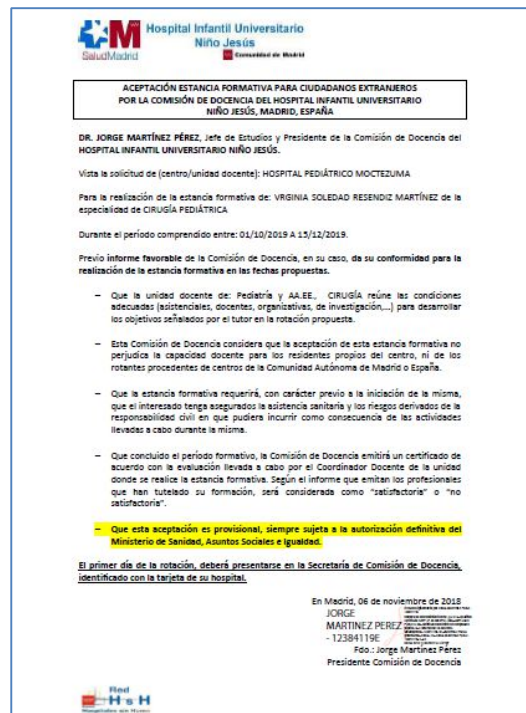 Hospital Infantil Universitario
Niño Jesús
SaludMadrid
Comunidad de Madrid
ACEPTACIÓN ESTANCIA FORMATIVA PARA CIUDADANOS EXTRANJEROS
POR LA COMISIÓN DE DOCENCIA DEL HOSPITAL INFANTIL UNIVERSITARIO
NIÑO JESÚS, MADRID, ESPAÑA
DR. JORGE MARTÍNEZ PÉREZ, Jefe de Estudios y Presidente de la Comisión de Docencia del
HOSPITAL INFANTIL UNIVERSITARIO NIÑO JESÚS.
Vista la solicitud de (centro/unidad docente): HOSPITAL PEDIÁTRICO MOCTEZUMA
Para la realización de la estancia formativa de: VRGINIA SOLEDAD RESENDIZ MARTÍNEZ de la
especialidad de CIRUGÍA PEDIÁTRICA
Durante el período comprendido entre: 01/10/2019 A 15/12/2019.
Previo informe favorable de la Comisión de Docencia, en su caso, da su conformidad para la
realización de la estancia formativa en las fechas propuestas.
– Que la unidad docente de: Pediatría y AA.EE., CIRUGÍA reúne las condiciones
adecuadas (asistenciales, docentes, organizativas, de investigación,...) para desarrollar
los objetivos señalados por el tutor en la rotación propuesta.
– Esta Comisión de Docencia considera que la aceptación de esta estancia formativa no
perjudica la capacidad docente para los residentes propios del centro, ni de los
rotantes procedentes de centros de la Comunidad Autónoma de Madrid o España.
– Que la estancia formativa requerirá, con carácter previo a la iniciación de la misma,
que el interesado tenga asegurados la asistencia sanitaria y los riesgos derivados de la
responsabilidad civil en que pudiera incurrir como consecuencia de las actividades
llevadas a cabo durante la misma.
– Que concluido el período formativo, la Comisión de Docencia emitirá un certificado de
acuerdo con la evaluación llevada a cabo por el Coordinador Docente de la unidad
donde se realice la estancia formativa. Según el informe que emitan los profesionales
que han tutelado su formación, será considerada como “satisfactoria” o “no
satisfactoria”.
– Que esta aceptación es provisional, siempre sujeta a la autorización definitiva del
Ministerio de Sanidad, Asuntos Sociales e Igualdad.
El primer día de la rotación, deberá presentarse en la Secretaría de Comisión de Docencia,
identificado con la tarjeta de su hospital.
En Madrid, 06 de noviembre de 2018
JORGE
MARTINEZ PEREZ
- 12384119E
Fdo.: Jorge Martínez Pérez
Presidente Comisión de Docencia
Red
H s H
Hospitales sin Humo